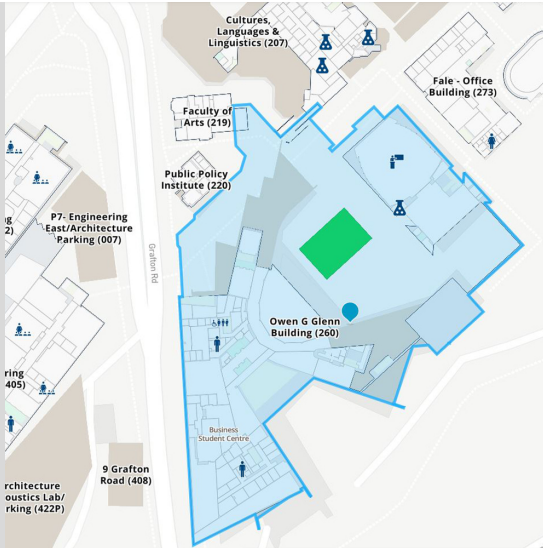 Cultures,
Languages &
Linguistics (207)
Fale - Office
Building (273)
Faculty of
Arts (219)
Public Policy
Institute (220)
P7- Engineering
East/Architecture
Parking (007)
Grafton Rd
Owen G Glenn
Building (260)
ring
405)
Business
Student Centre
9 Grafton
Road (408)
rchitecture
oustics Lab/
rking (422P)
g
2)